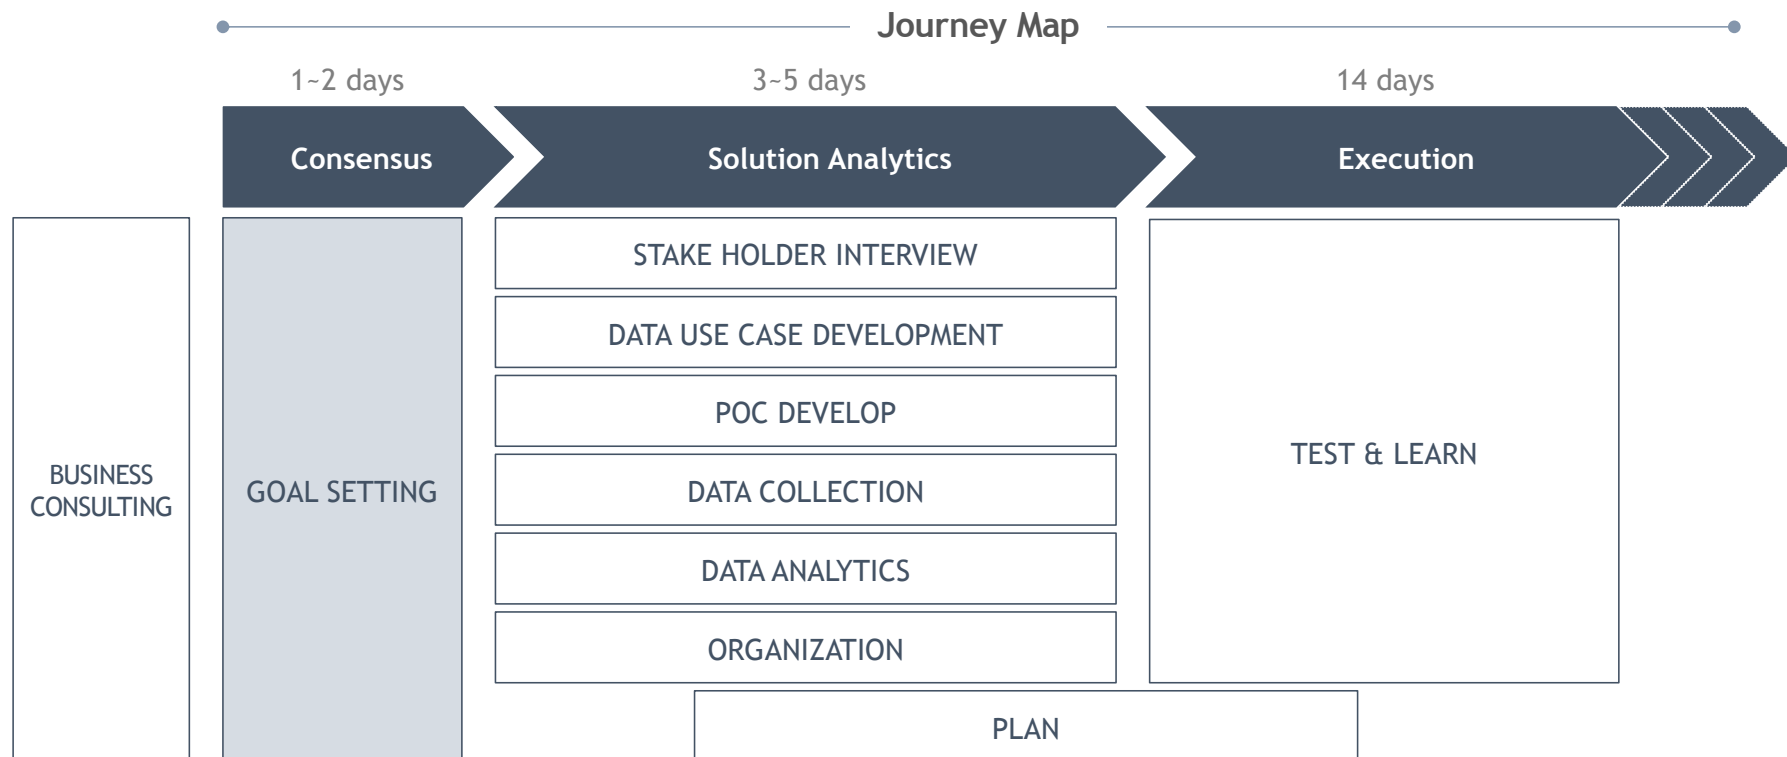 Journey Map
1~2 days
3~5 days
14 days
Consensus
Solution Analytics
Execution
BUSINESS
CONSULTING
GOAL SETTING
STAKE HOLDER INTERVIEW
DATA USE CASE DEVELOPMENT
POC DEVELOP
DATA COLLECTION
DATA ANALYTICS
ORGANIZATION
TEST & LEARN
PLAN